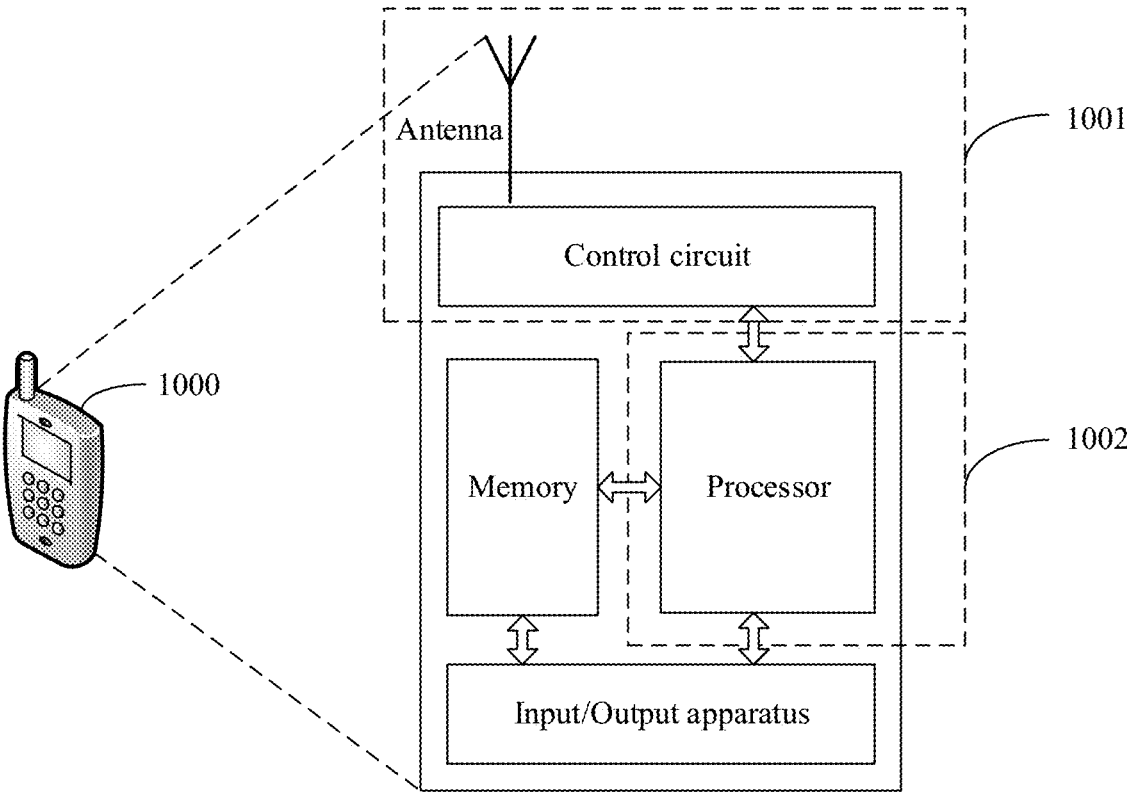 1001
Antenna
Control circuit
1000
1002
Memory
Processor
Input/Output apparatus